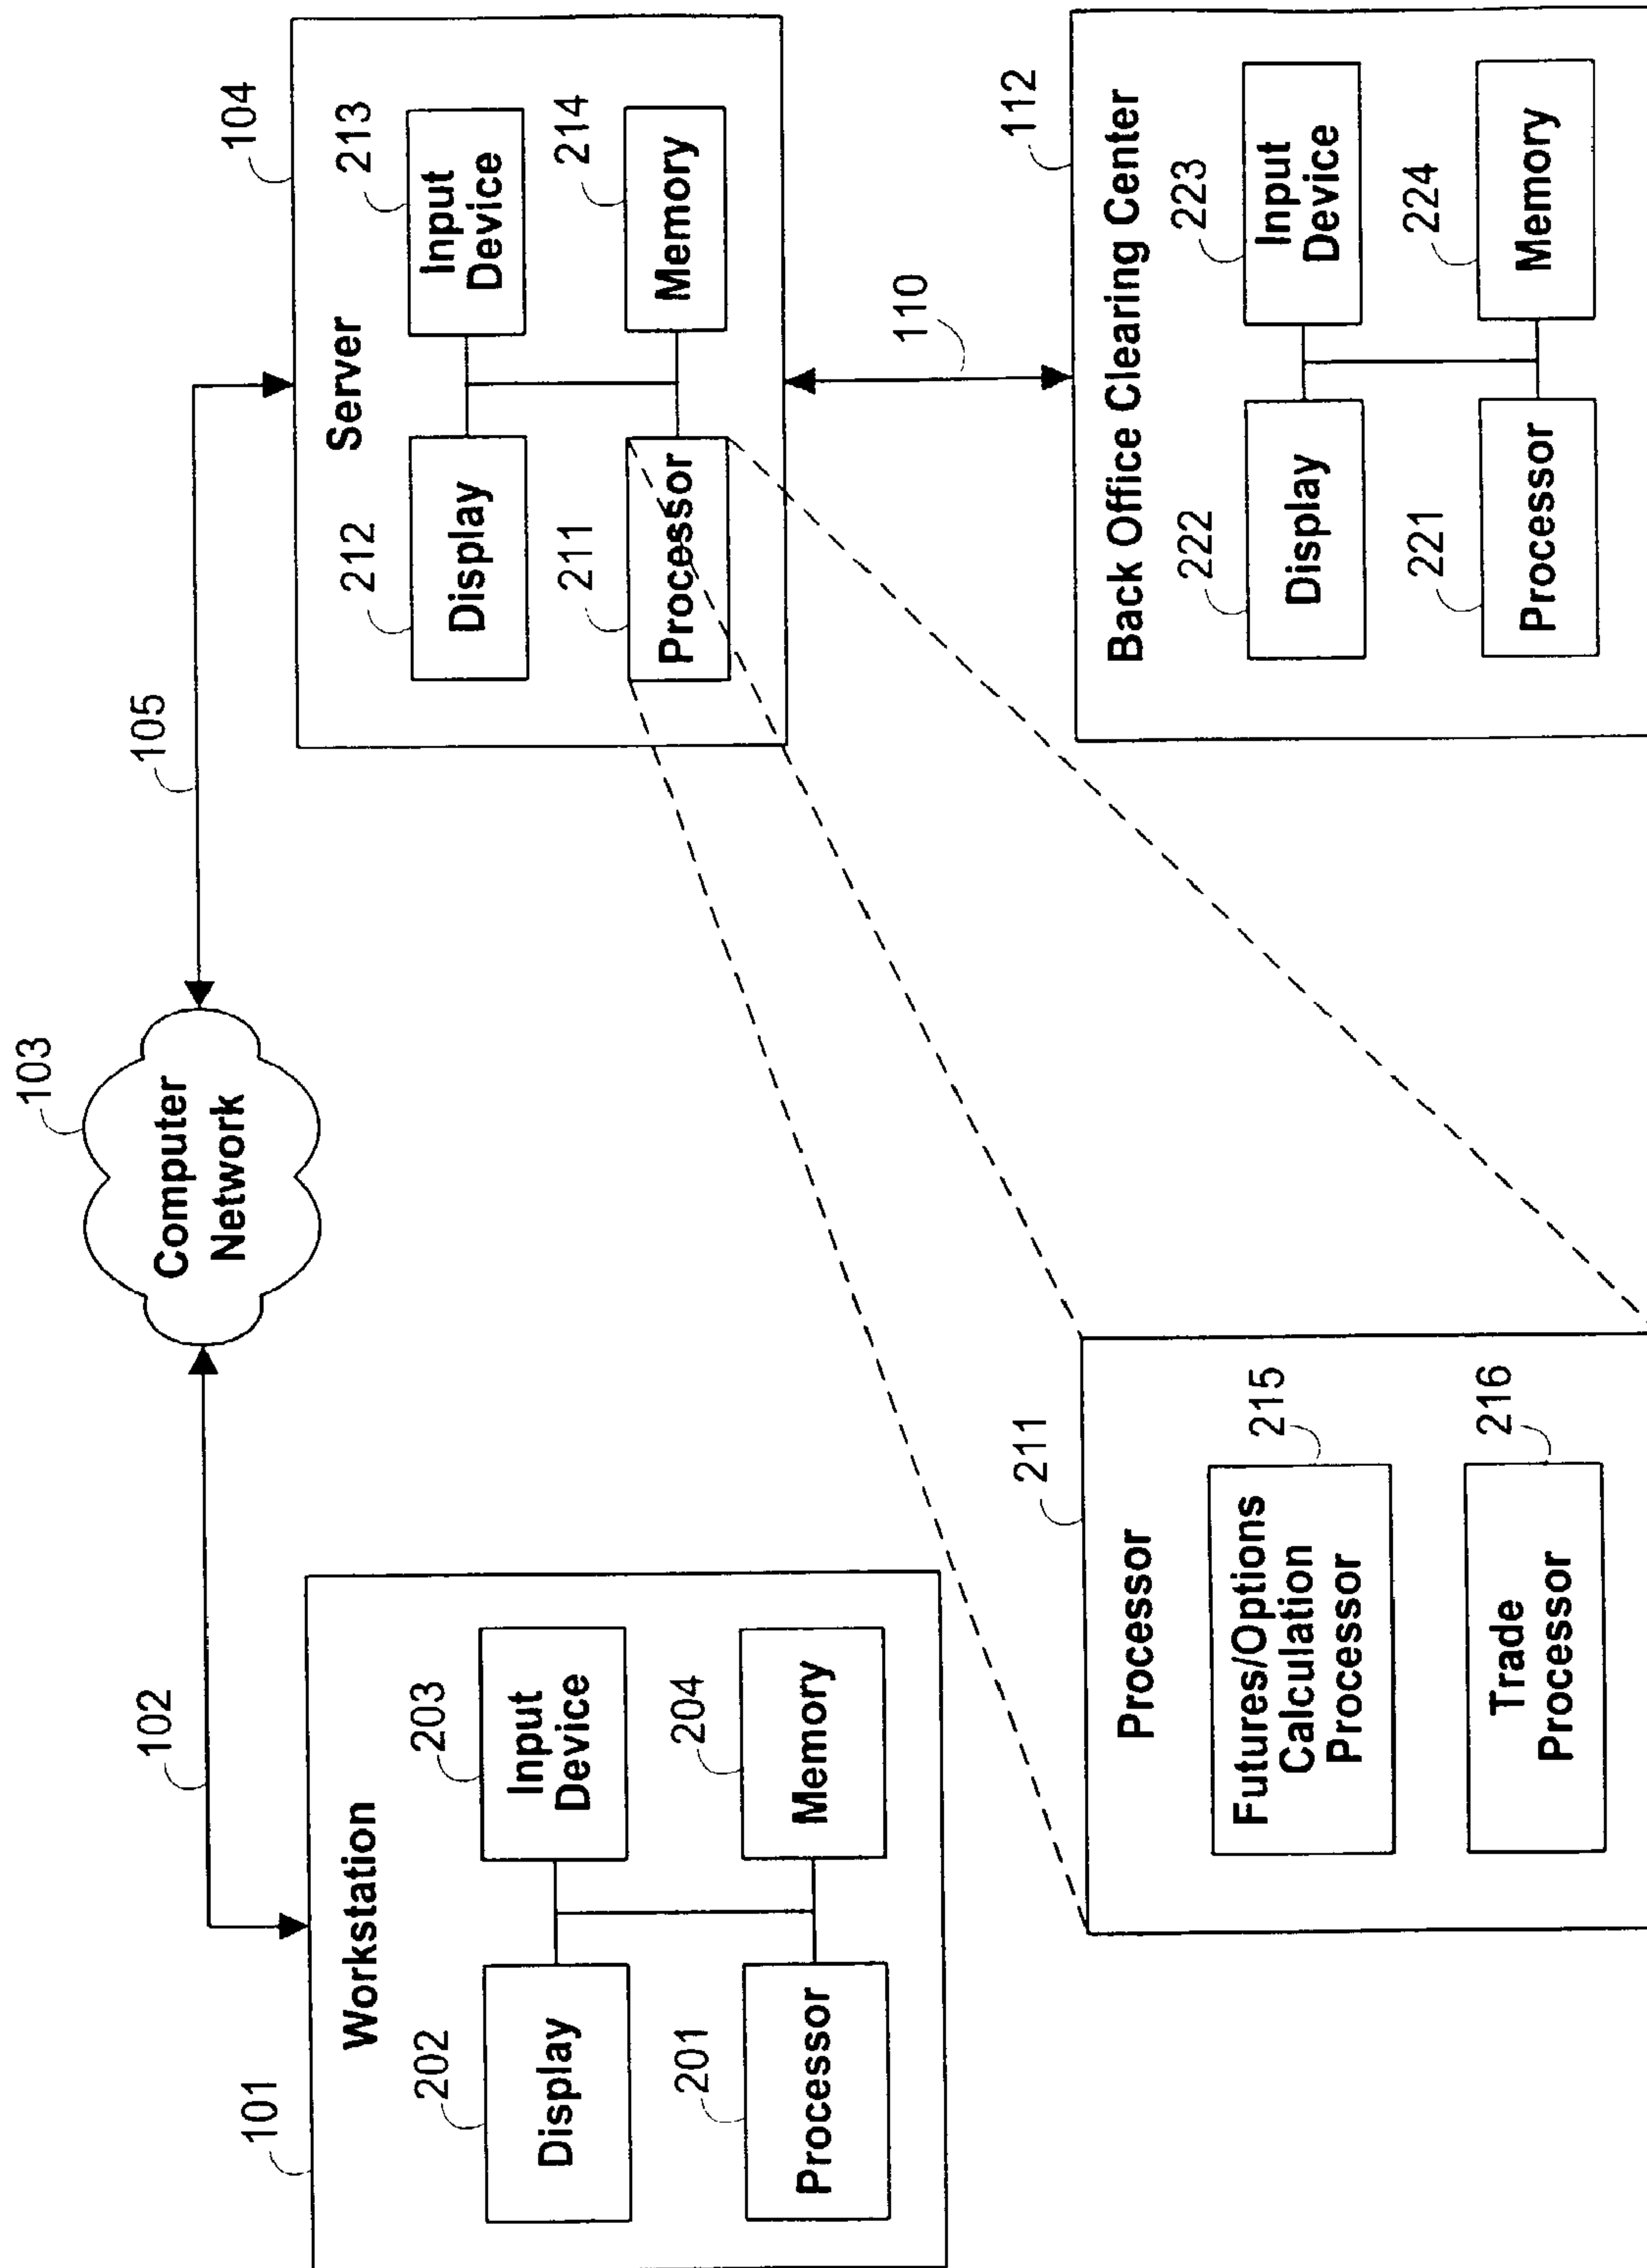 103
Computer
Network
102
105
101
Workstation
202
Display
203
Input
Device
201
Processor
204
Memory
104
Server
212
Display
213
Input
Device
211
Processor
214
Memory
110
211
Processor
Futures/Options
Calculation
Processor
215
Trade
Processor
216
112
Back Office Clearing Center
222
Display
223
Input
Device
221
Processor
224
Memory